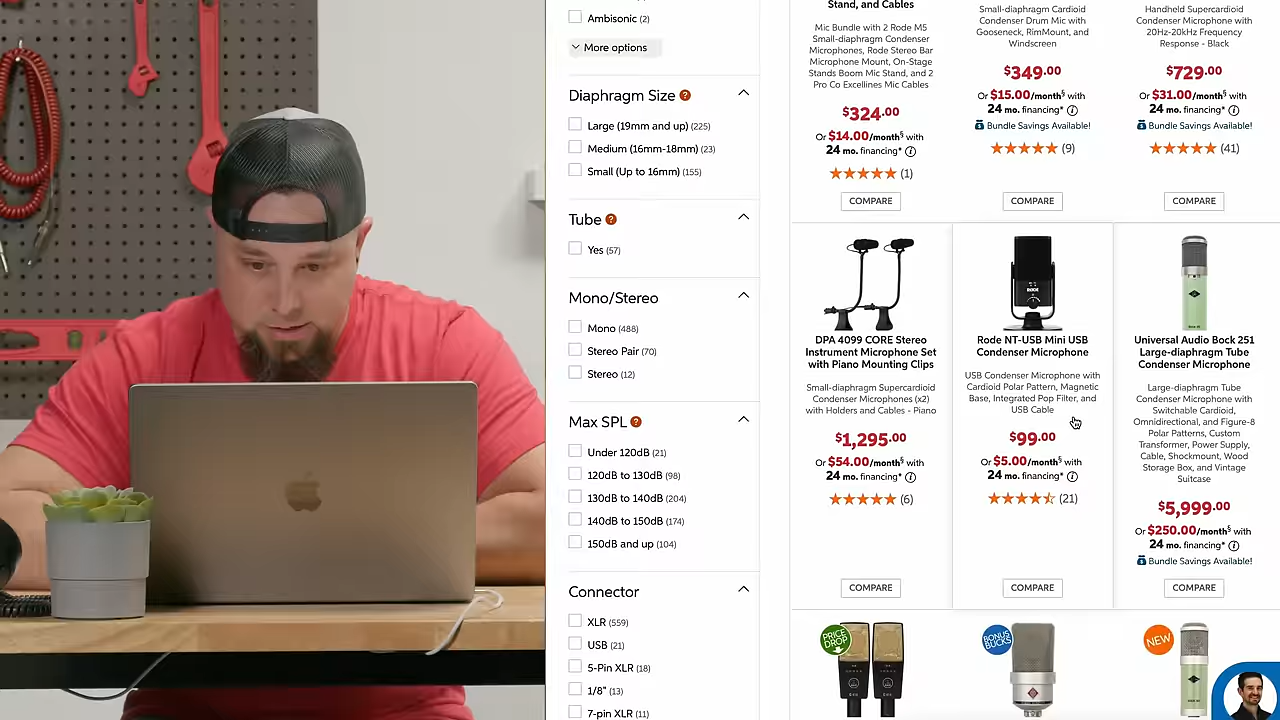 Ambisonic (2)
More options
Diaphragm Size ?
Large (19mm and up) (225)
Medium (16mm-18mm) (23)
Small (Up to 16mm) (155)
Tube ?
Yes (57)
Mono/Stereo
Mono (488)
Stereo Pair (70)
Stereo (12)
Max SPL ?
Under 120dB (21)
120dB to 130dB (98)
130dB to 140dB (204)
140dB to 150dB (174)
150dB and up (104)
Connector
XLR (559)
USB (21)
5-Pin XLR (18)
1/8" (13)
7-pin XLR (11)
Stand, and Cables
Mic Bundle with 2 Rode M5
Small-diaphragm Condenser
Microphones, Rode Stereo Bar
Microphone Mount, On-Stage
Stands Boom Mic Stand, and 2
Pro Co Excellines Mic Cables
$324.00
Or $14.00/month§ with
24 mo. financing* i
(1)
COMPARE
Small-diaphragm Cardioid
Condenser Drum Mic with
Gooseneck, RimMount, and
Windscreen
$349.00
Or $15.00/month§ with
24 mo. financing* i
$ Bundle Savings Available!
(9)
COMPARE
Handheld Supercardioid
Condenser Microphone with
20Hz-20kHz Frequency
Response - Black
$729.00
Or $31.00/month§ with
24 mo. financing* i
$ Bundle Savings Available!
(41)
COMPARE
DPA 4099 CORE Stereo
Instrument Microphone Set
with Piano Mounting Clips
Small-diaphragm Supercardioid
Condenser Microphones (x2)
with Holders and Cables - Piano
$1,295.00
Or $54.00/month§ with
24 mo. financing* i
(6)
COMPARE
RODE
Rode NT-USB Mini USB
Condenser Microphone
USB Condenser Microphone with
Cardioid Polar Pattern, Magnetic
Base, Integrated Pop Filter, and
USB Cable
$99.00
Or $5.00/month§ with
24 mo. financing* i
(21)
COMPARE
Universal Audio Bock 251
Large-diaphragm Tube
Condenser Microphone
Large-diaphragm Tube
Condenser Microphone with
Switchable Cardioid,
Omnidirectional, and Figure-8
Polar Patterns, Custom
Transformer, Power Supply,
Cable, Shockmount, Wood
Storage Box, and Vintage
Suitcase
$5,999.00
Or $250.00/month§ with
24 mo. financing* i
$ Bundle Savings Available!
COMPARE
PRICE
DROP
BONUS
BUCKS
NEW